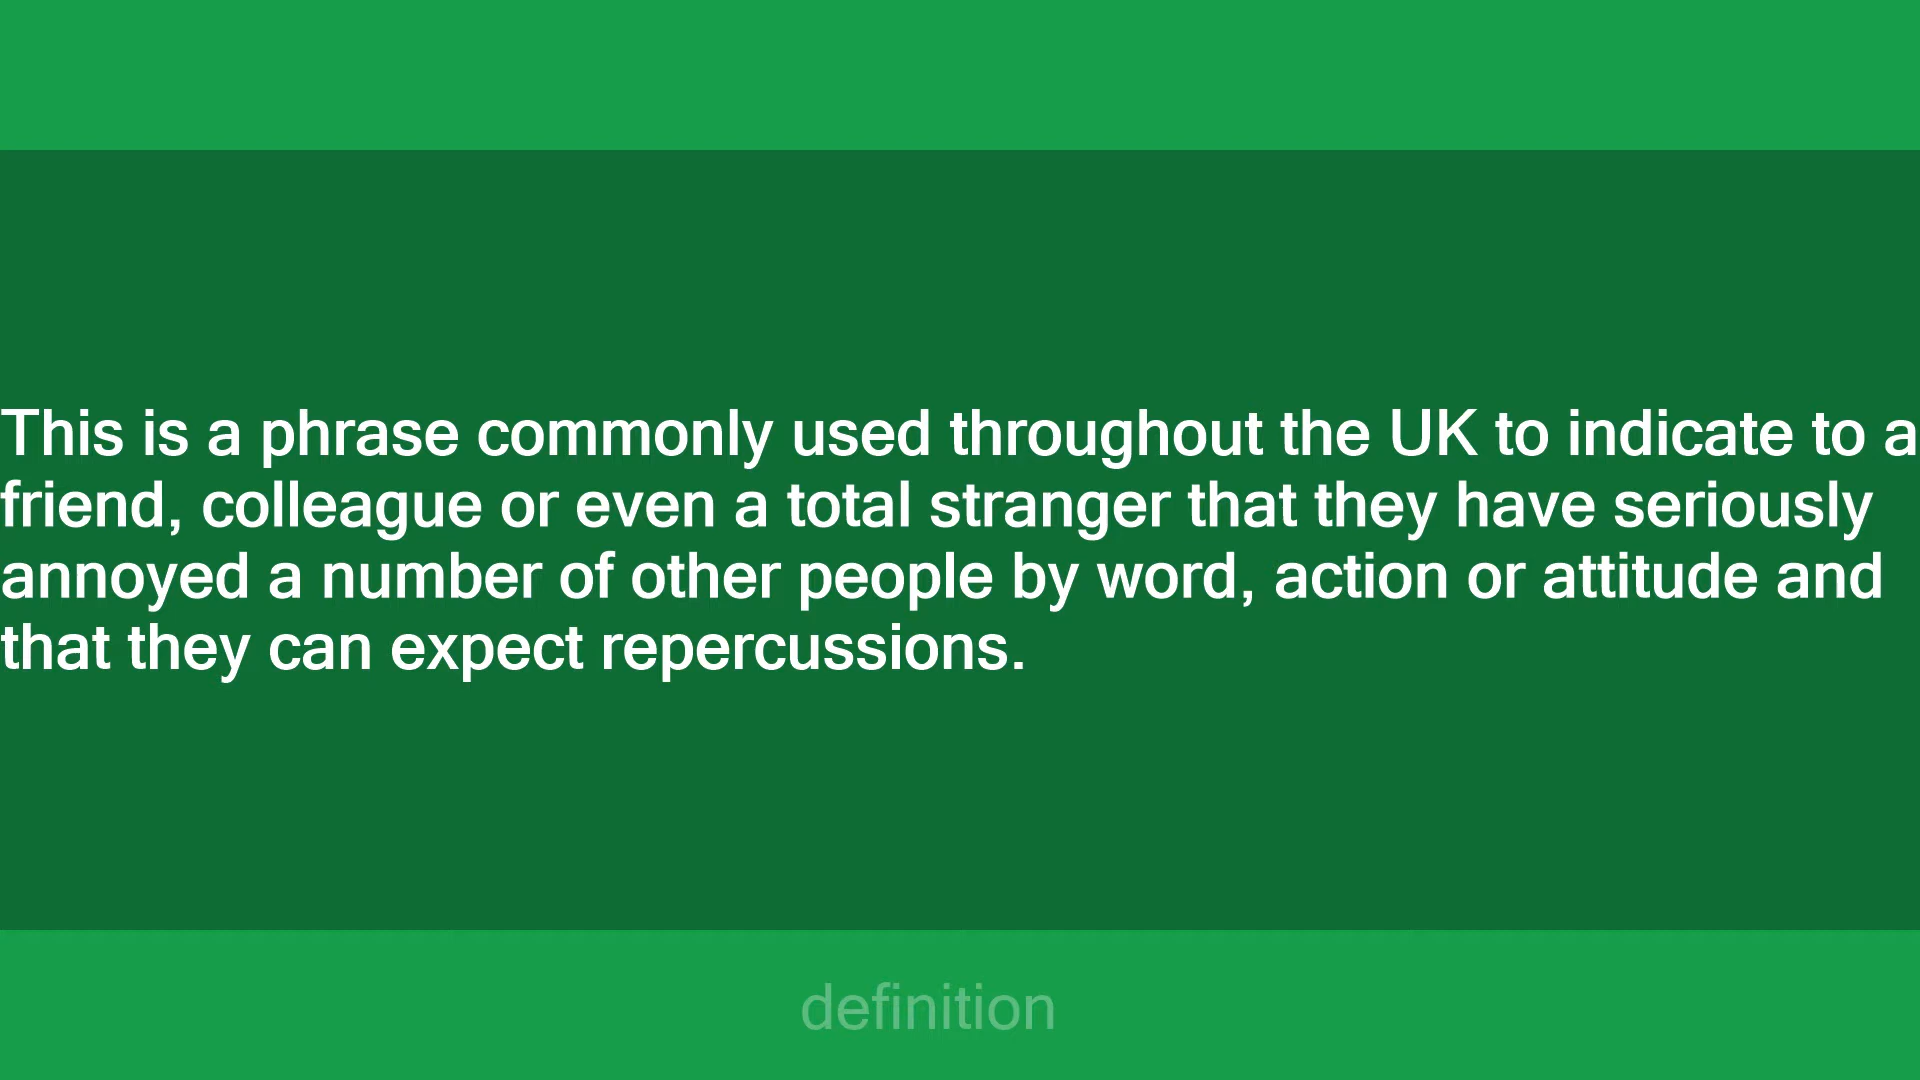 This is a phrase commonly used throughout the UK to indicate to a
friend, colleague or even a total stranger that they have seriously
annoyed a number of other people by word, action or attitude and
that they can expect repercussions.
definition